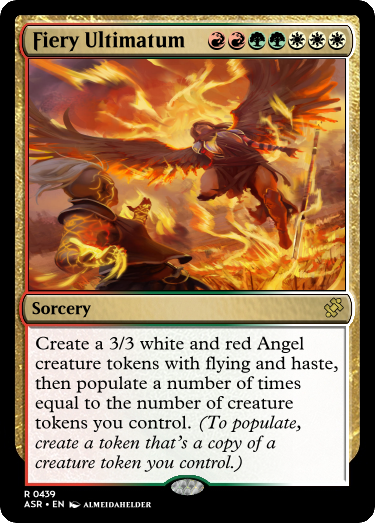 Fiery Ultimatum
Sorcery
Create a 3/3 white and red Angel
creature tokens with flying and haste,
then populate a number of times
equal to the number of creature
tokens you control. (To populate,
create a token that's a copy of a
creature token you control.)
R 0439
ASR • EN ALMEIDAHELDER